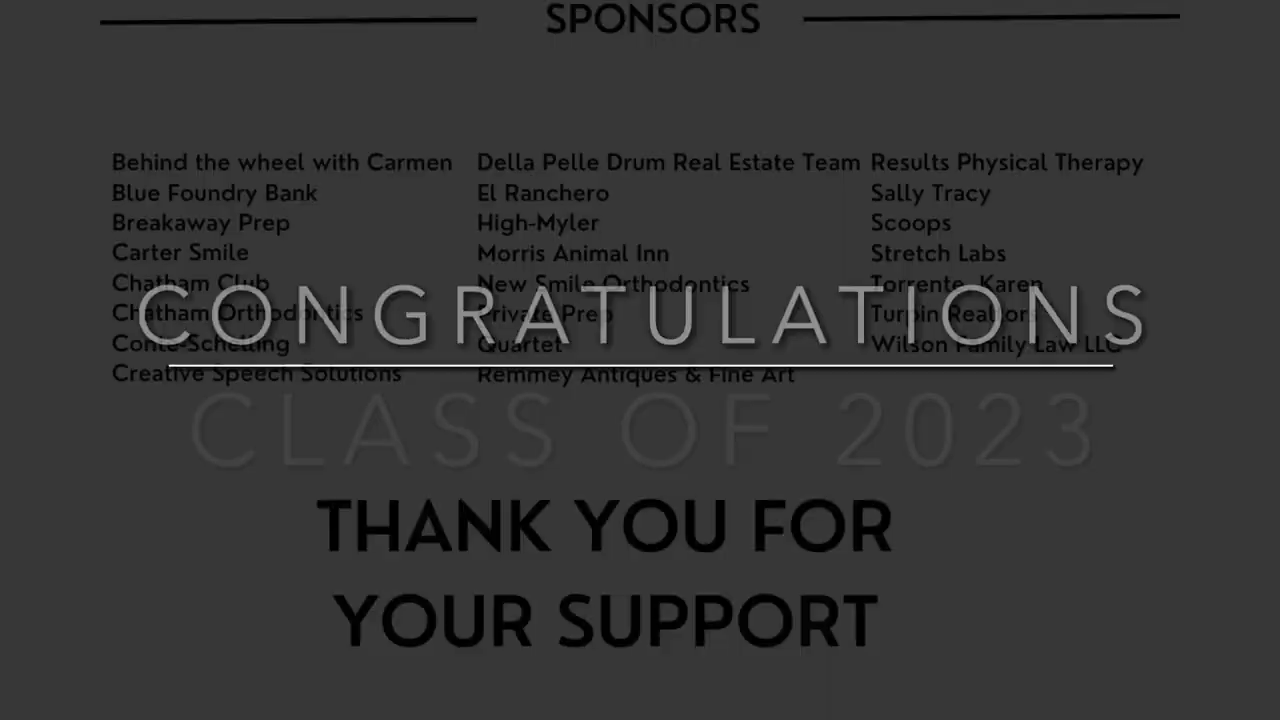 SPONSORS
Behind the wheel with Carmen
Blue Foundry Bank
Breakaway Prep
Carter Smile
Chatham Club
Chatham Orthodontics
Conte-Schelling
Creative Speech Solutions
Della Pelle Drum Real Estate Team
El Ranchero
High-Myler
Morris Animal Inn
New Smile Orthodontics
Private Prep
Quartet
Remmey Antiques & Fine Art
Results Physical Therapy
Sally Tracy
Scoops
Stretch Labs
Torrente, Karen
Turpin Realtors
Wilson Family Law LLC
CONGRATULATIONS
CLASS OF 2023
THANK YOU FOR
YOUR SUPPORT